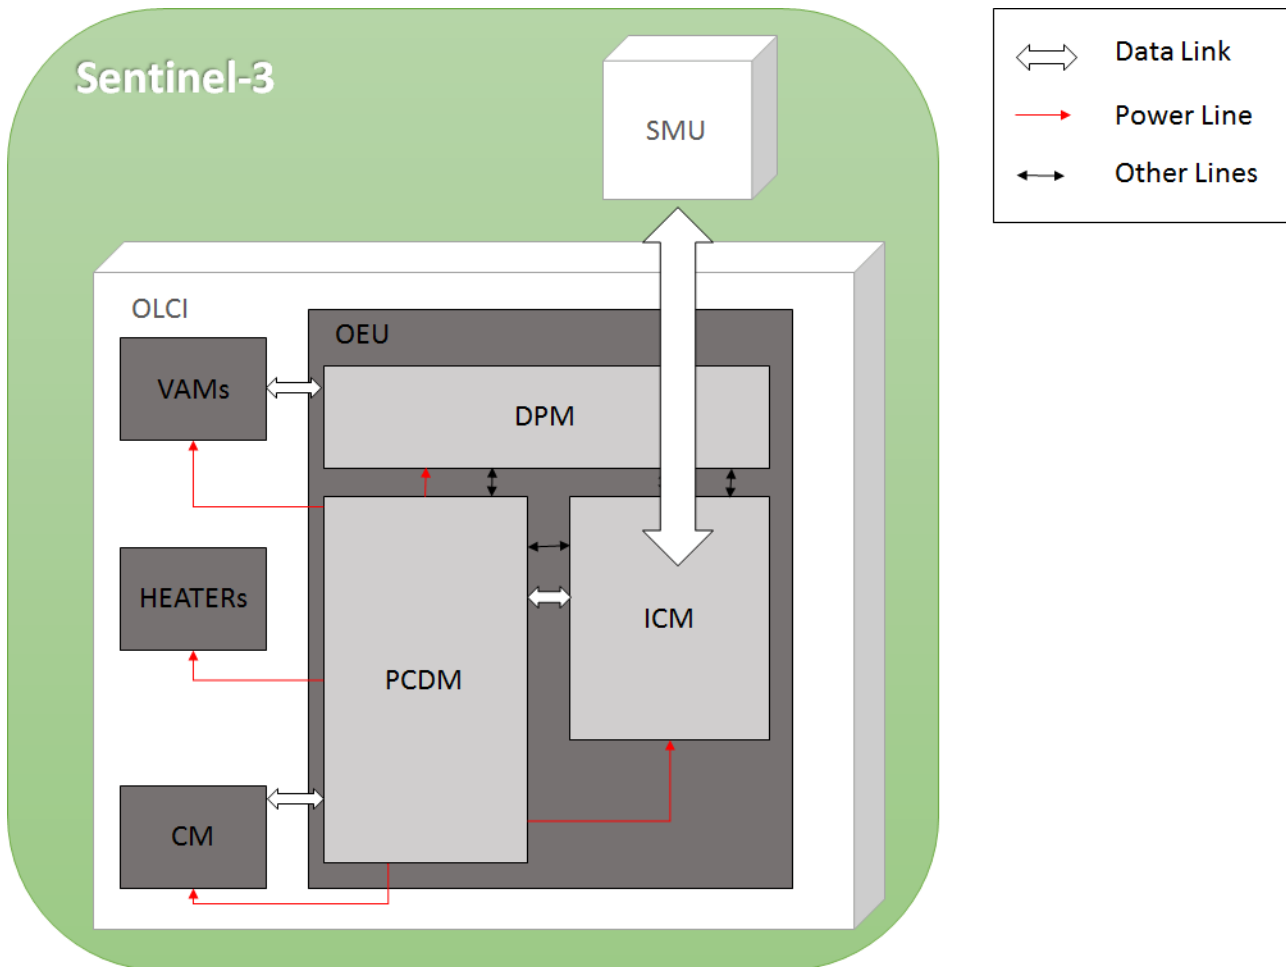 Sentinel-3
SMU
Data Link
Power Line
Other Lines
OLCI
OEU
VAMs
DPM
HEATERs
ICM
PCDM
CM